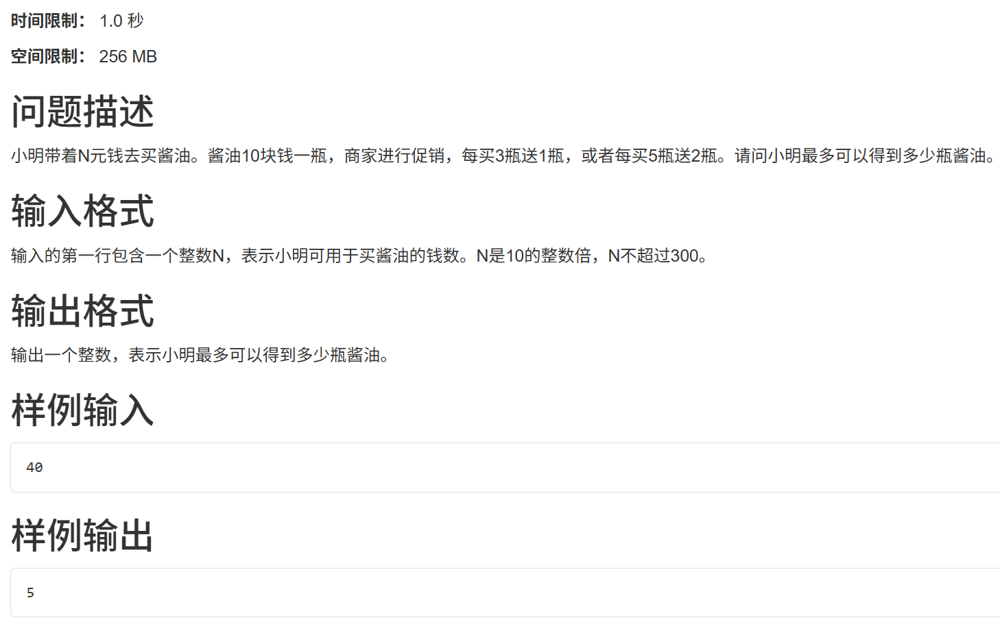 时间限制： 1.0 秒
空间限制： 256 MB
问题描述
小明带着N元钱去买酱油。酱油10块钱一瓶，商家进行促销，每买3瓶送1瓶，或者每买5瓶送2瓶。请问小明最多可以得到多少瓶酱油。
输入格式
输入的第一行包含一个整数N，表示小明可用于买酱油的钱数。N是10的整数倍，N不超过300。
输出格式
输出一个整数，表示小明最多可以得到多少瓶酱油。
样例输入
40
样例输出
5